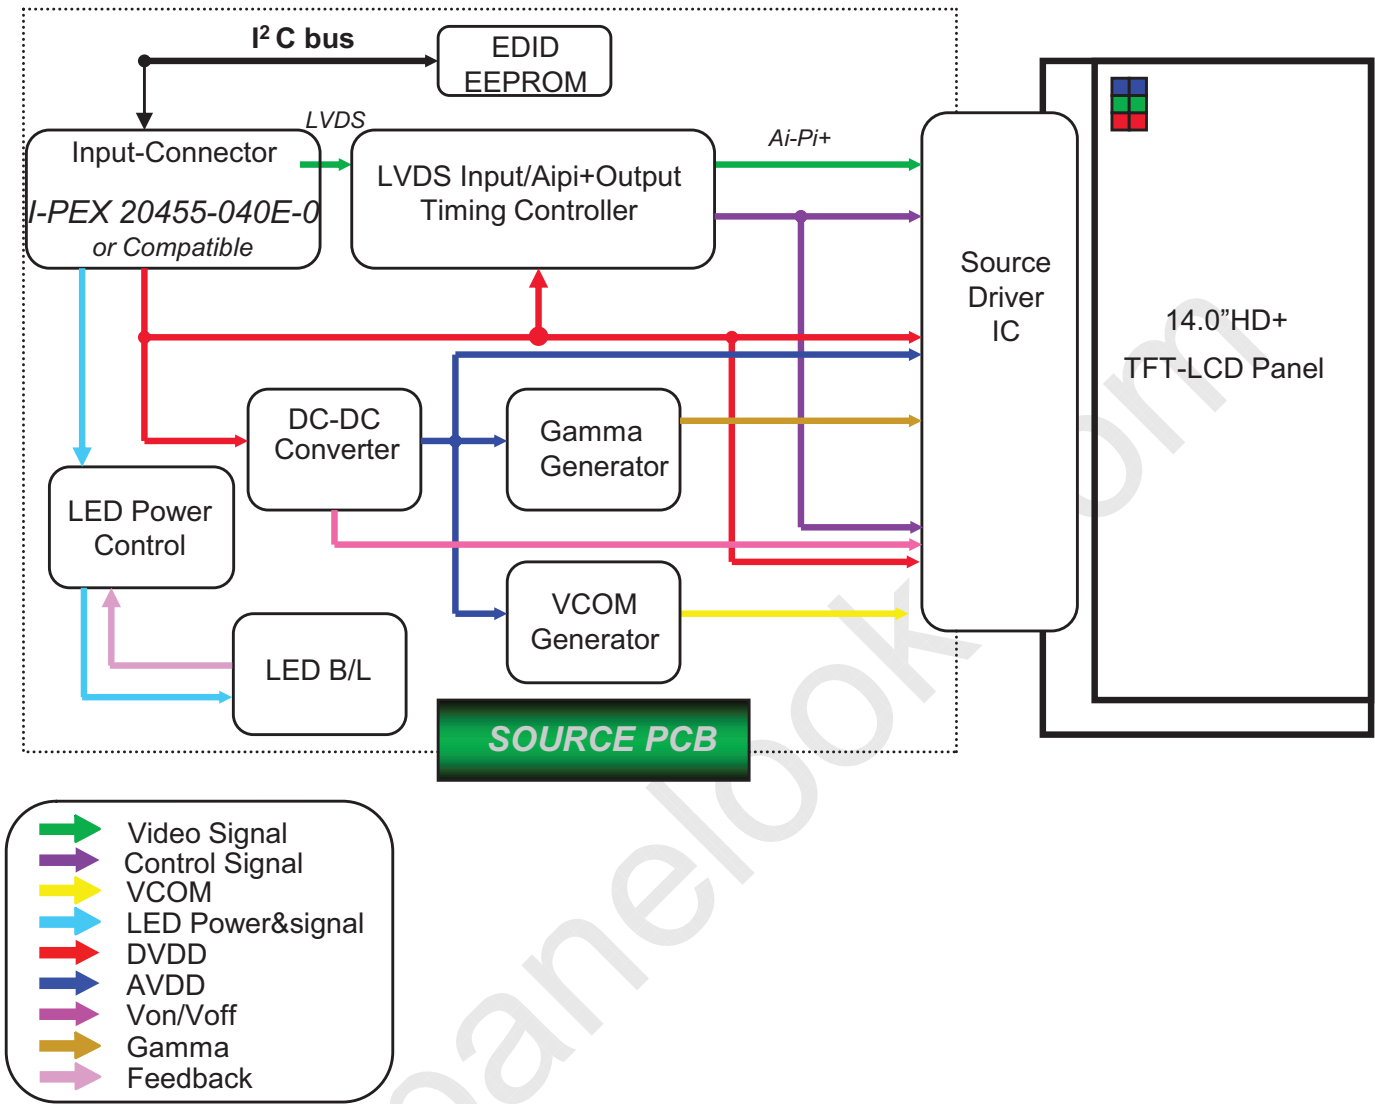 I² C bus
EDID
EEPROM
LVDS
Input-Connector
I-PEX 20455-040E-0
or Compatible
LVDS Input/Aipi+Output
Timing Controller
Ai-Pi+
Source
Driver
IC
14.0”HD+
TFT-LCD Panel
DC-DC
Converter
Gamma
Generator
LED Power
Control
VCOM
Generator
LED B/L
SOURCE PCB
Video Signal
Control Signal
VCOM
LED Power&signal
DVDD
AVDD
Von/Voff
Gamma
Feedback
panelook.com